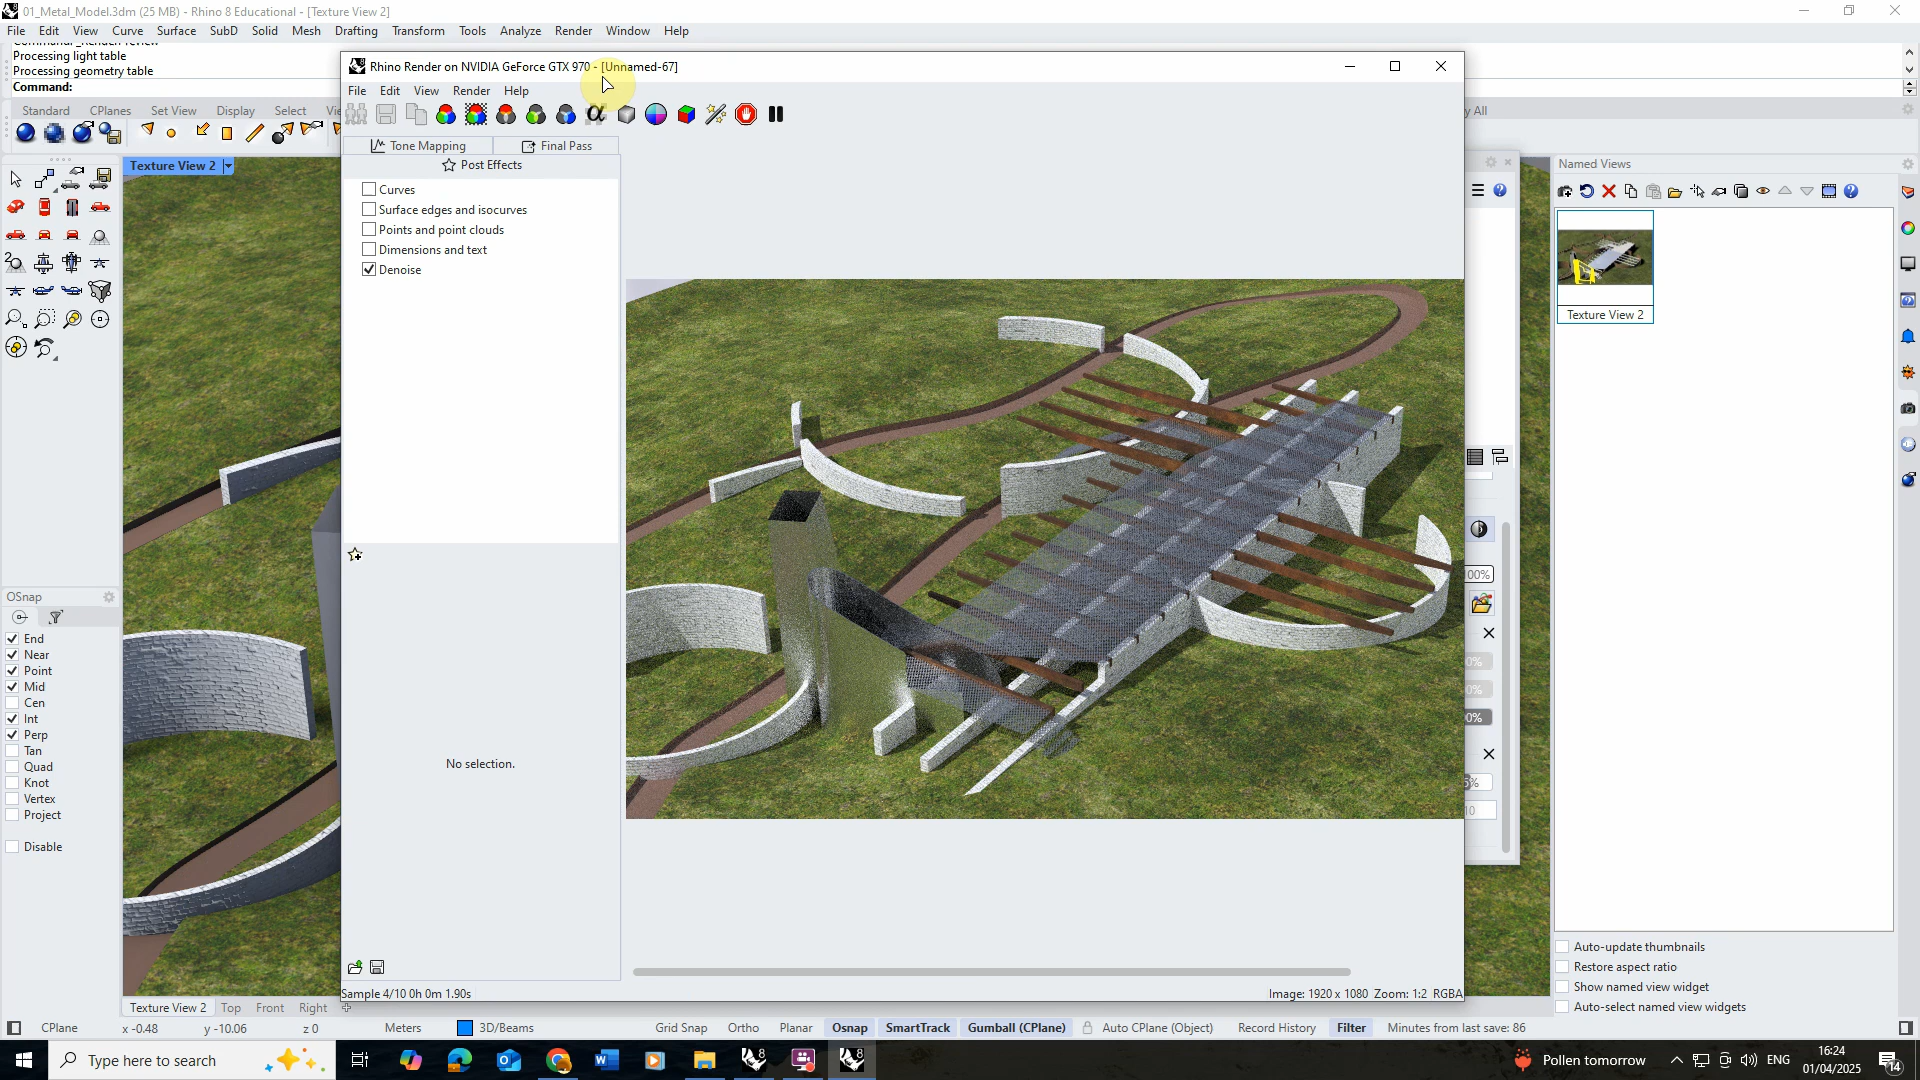 01_Metal_Model.3dm (25 MB) - Rhino 8 Educational - [Texture View 2]
File Edit View Curve Surface SubD Solid Mesh Drafting Transform Tools Analyze Render Window Help
Processing light table
Processing geometry table
Command:
Standard CPlanes Set View Display Select
Texture View 2
Rhino Render on NVIDIA GeForce GTX 970 - [Unnamed-67]
File Edit View Render Help
Tone Mapping Final Pass
Post Effects
Curves
Surface edges and isocurves
Points and point clouds
Dimensions and text
Denoise
No selection.
Sample 4/10 0h 0m 1.90s
Image: 1920 x 1080 Zoom: 1:2 RGBA
Named Views
Texture View 2
Auto-update thumbnails
Restore aspect ratio
Show named view widget
Auto-select named view widgets
OSnap
End
Near
Point
Mid
Cen
Int
Perp
Tan
Quad
Knot
Vertex
Project
Disable
Texture View 2 Top Front Right
CPlane x -0.48 y -10.06 z 0 Meters 3D/Beams Grid Snap Ortho Planar Osnap SmartTrack Gumball (CPlane) Auto CPlane (Object) Record History Filter Minutes from last save: 86
Type here to search
Pollen tomorrow
ENG
16:24
01/04/2025
14